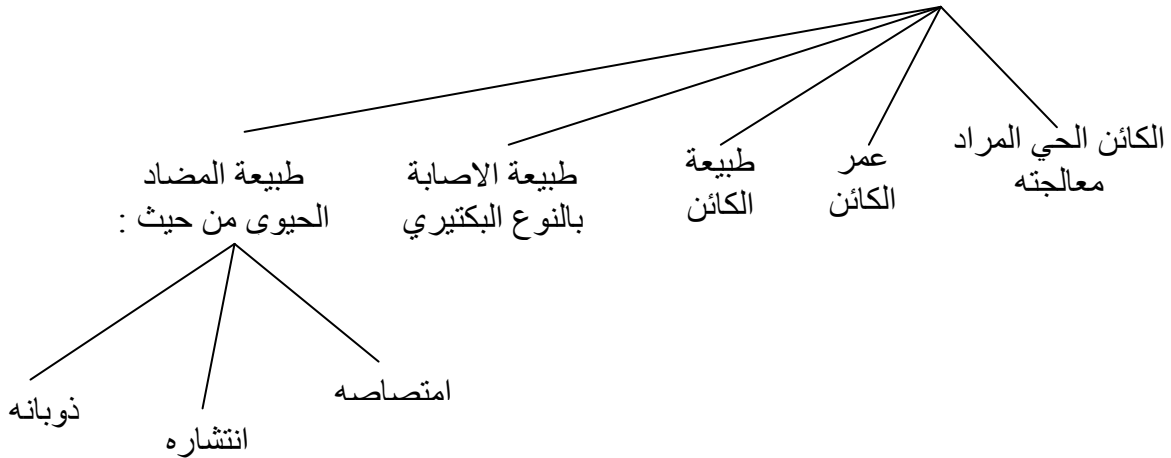 الكائن الحي المراد
معالجته
عمر
الكائن
طبيعة
الكائن
طبيعة الاصابة
بالنوع البكتيري
طبيعة المضاد
الحيوى من حيث :
امتصاصه
انتشاره
ذوبانه